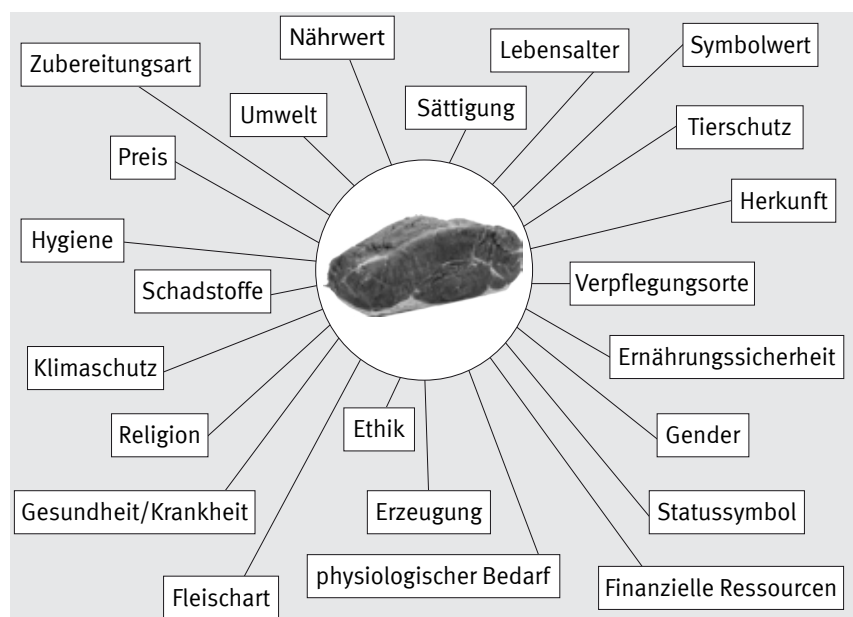 Nährwert
Lebensalter
Symbolwert
Zubereitungsart
Umwelt
Sättigung
Tierschutz
Preis
Herkunft
Hygiene
Schadstoffe
Verpflegungsorte
Klimaschutz
Ernährungssicherheit
Religion
Ethik
Gender
Gesundheit/Krankheit
Erzeugung
Statussymbol
physiologischer Bedarf
Finanzielle Ressourcen
Fleischart